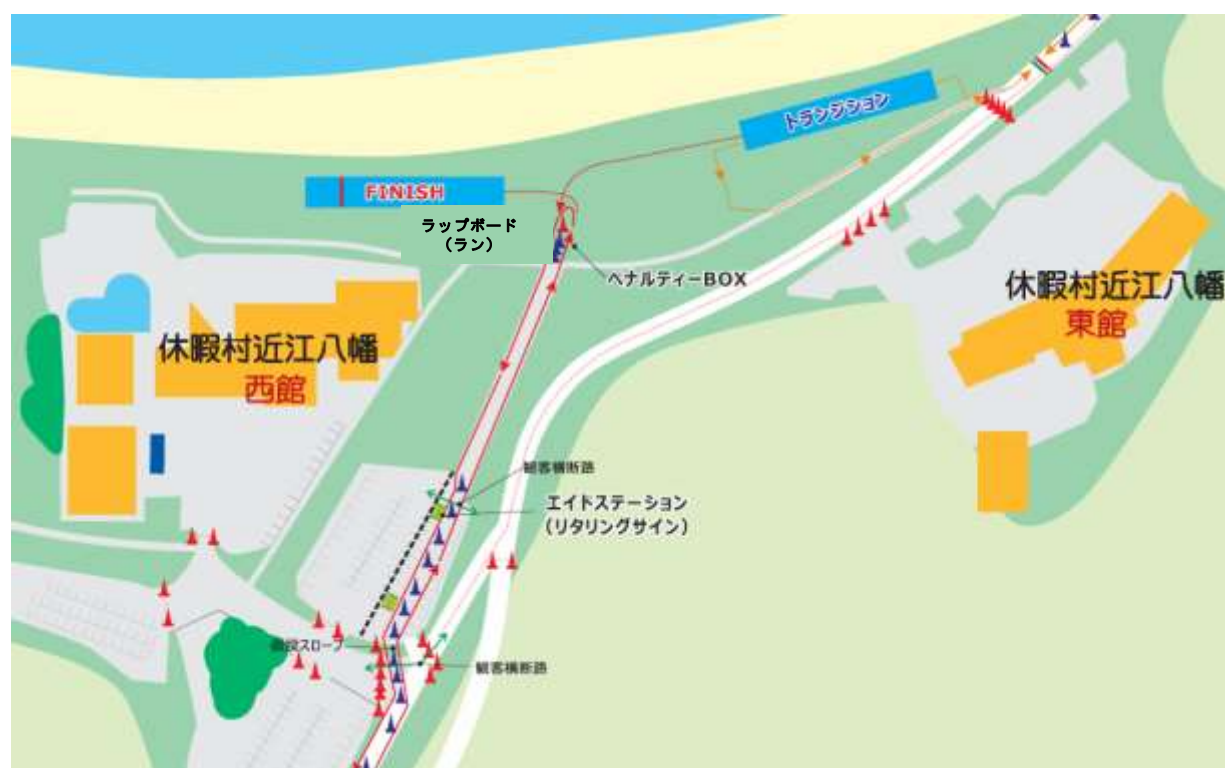 トランジション
FINISH
ラップボード
（ラン）
ペナルティーBOX
休暇村近江八幡
東館
休暇村近江八幡
西館
観客横断路
エイドステーション
（リタリングサイン）
スロープ
観客横断路